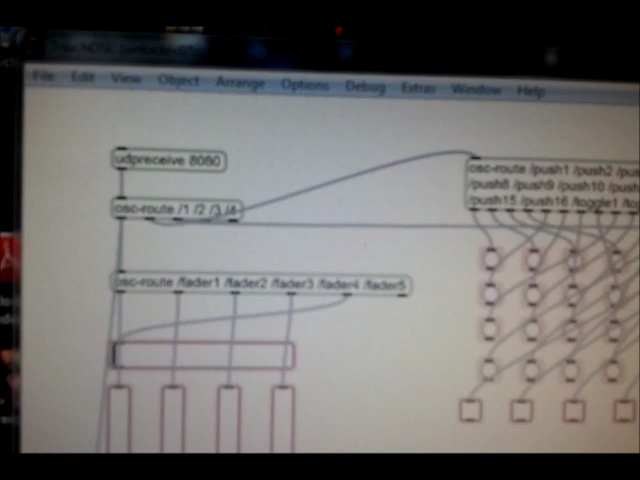 File Edit View Object Arrange Options Debug Extras Window Help
udpreceive 8080
osc-route /1 /2 /3 /4
osc-route /push1 /push2
/push8 /push9 /push10
/push15 /push16 /toggle1
osc-route /fader1 /fader2 /fader3 /fader4 /fader5